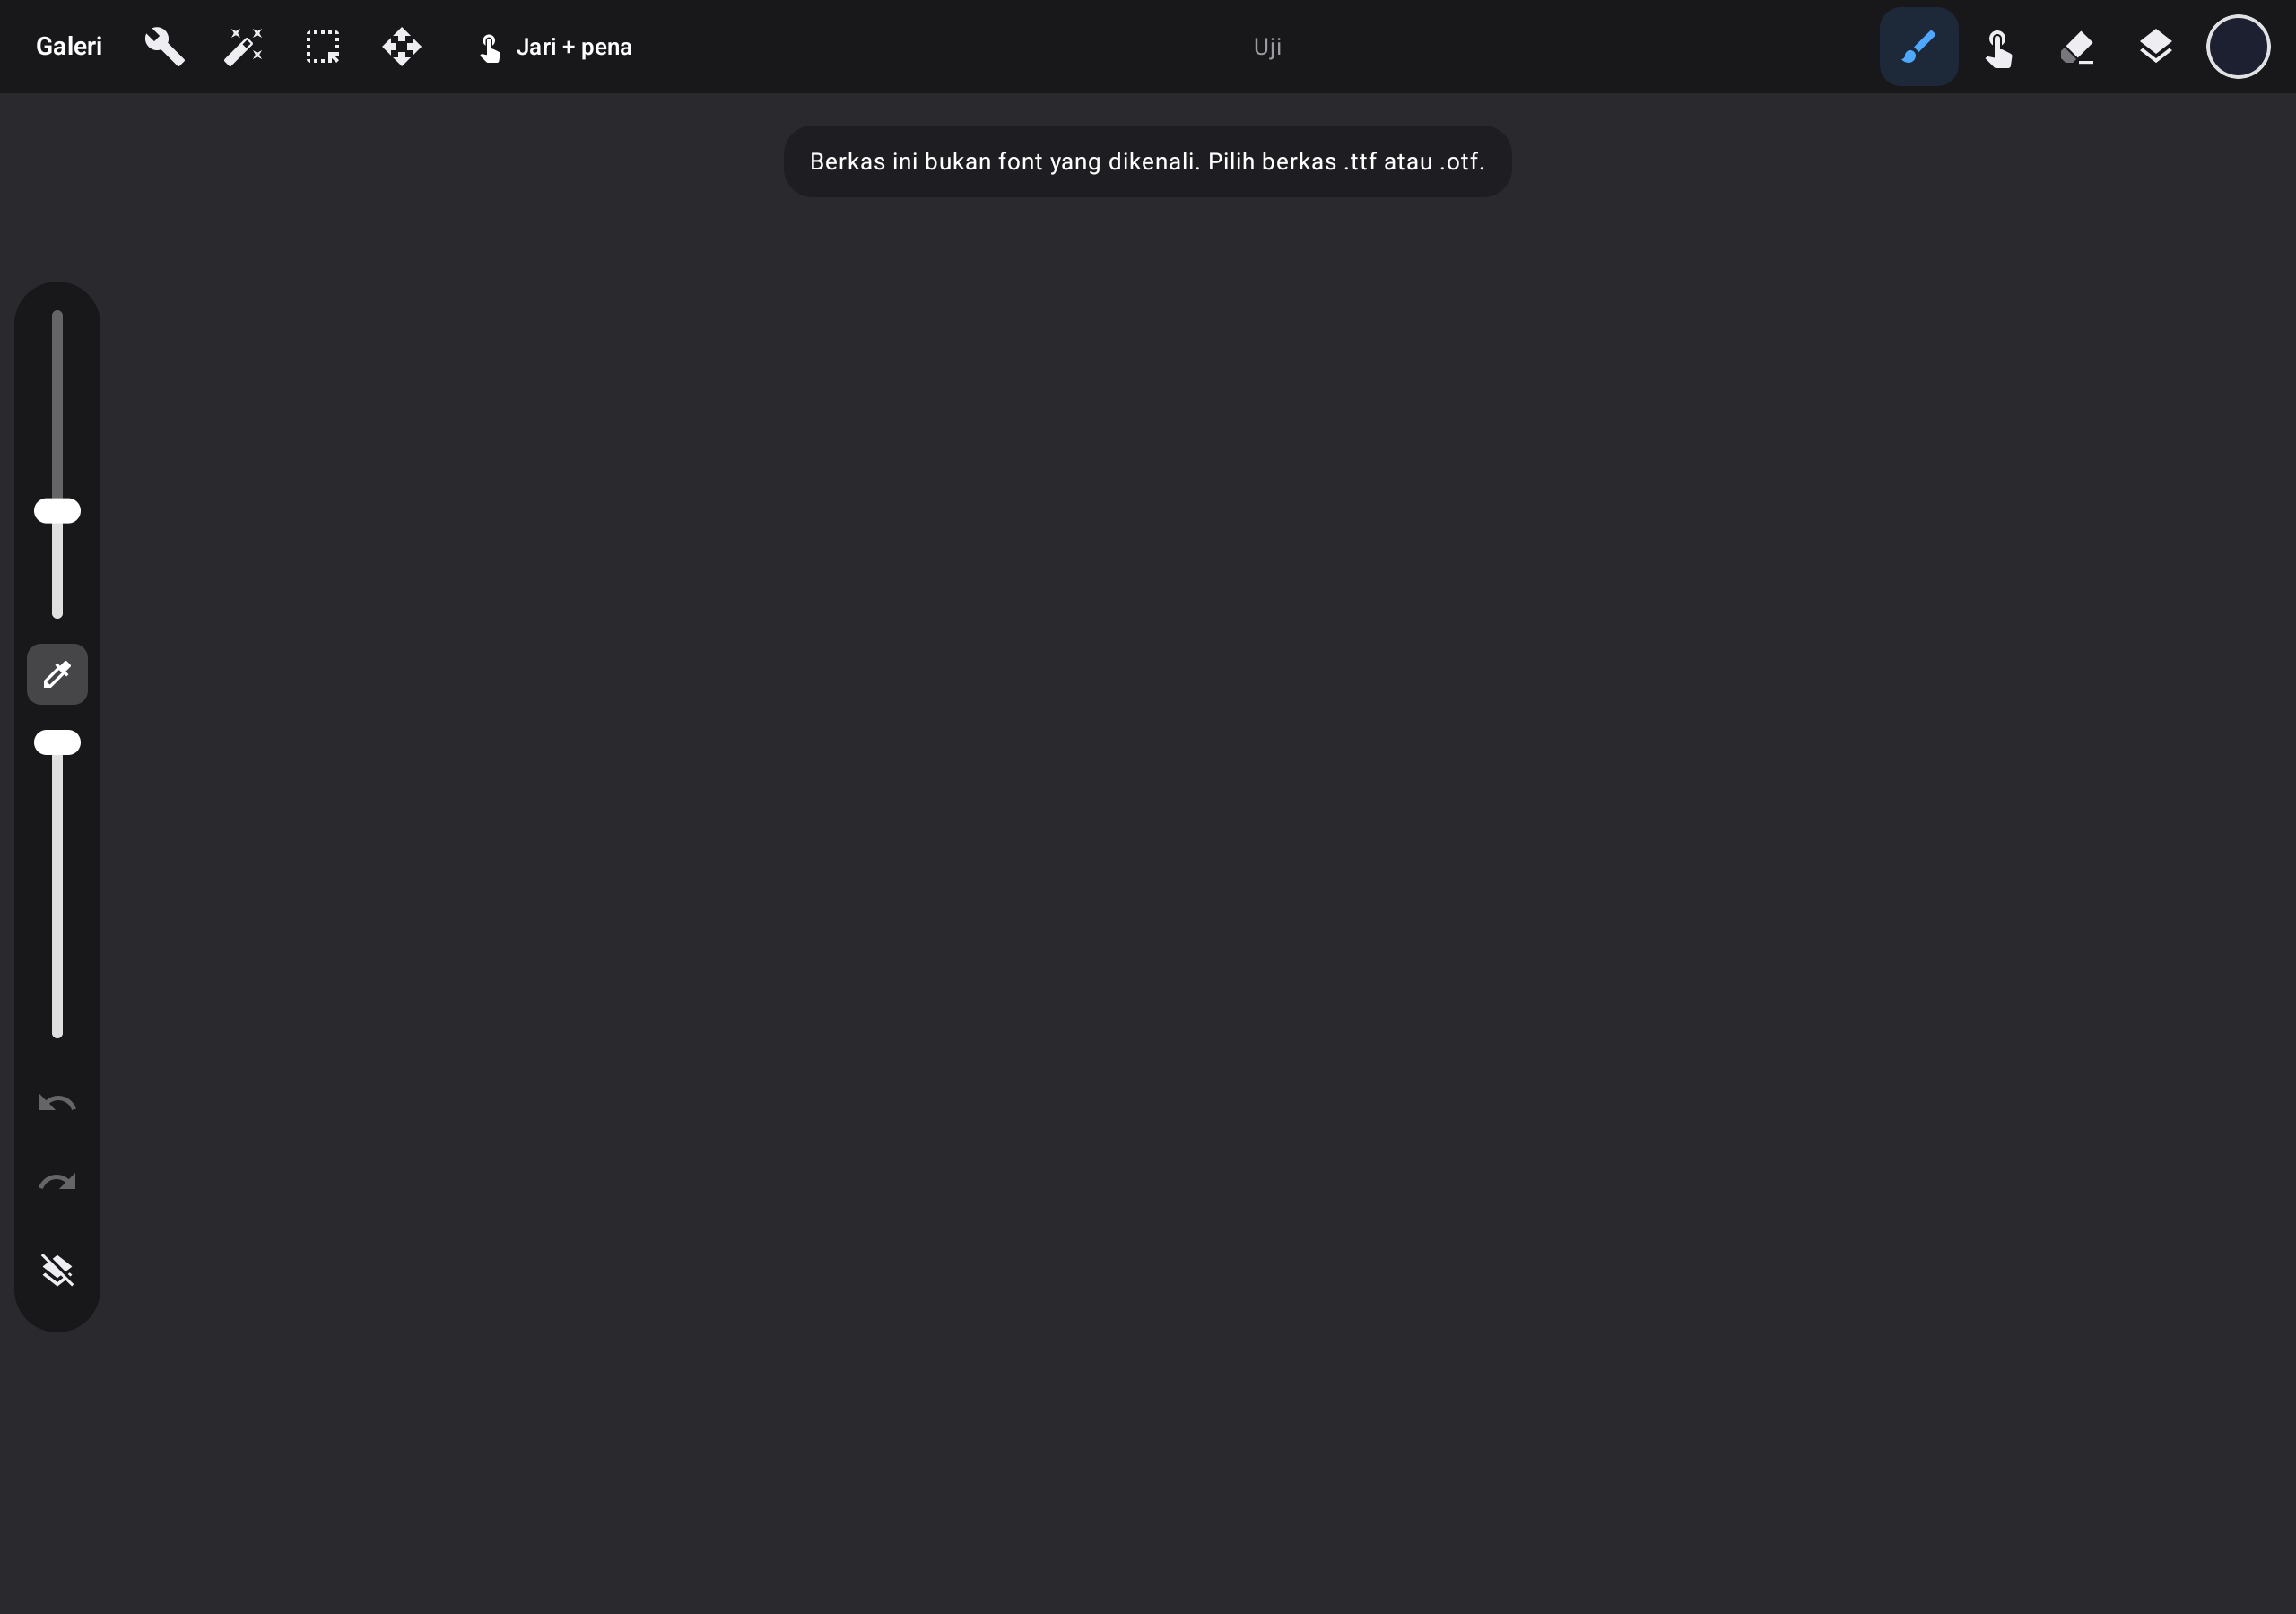 Galeri
Jari + pena
Uji
Berkas ini bukan font yang dikenali. Pilih berkas .ttf atau .otf.